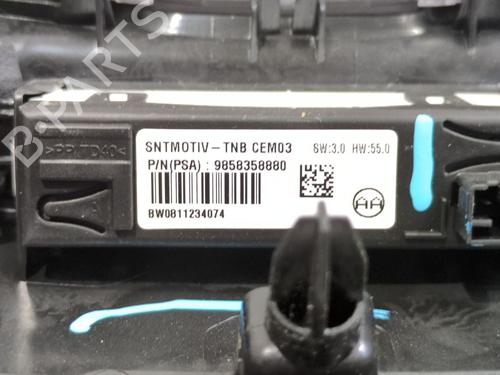 B-PARTS
>PP+TD40<
SNTMOTIV-TNB CEM03 SW:3.0 HW:55.0
P/N(PSA) : 9858358880
BW0811234074
AA